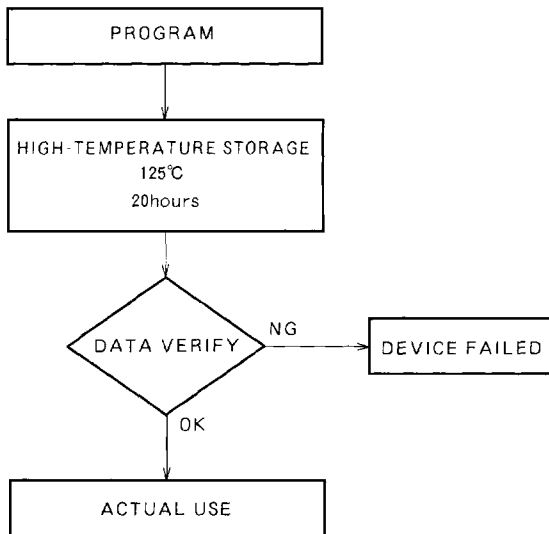 PROGRAM
HIGH-TEMPERATURE STORAGE
125℃
20hours
DATA VERIFY
NG
DEVICE FAILED
OK
ACTUAL USE